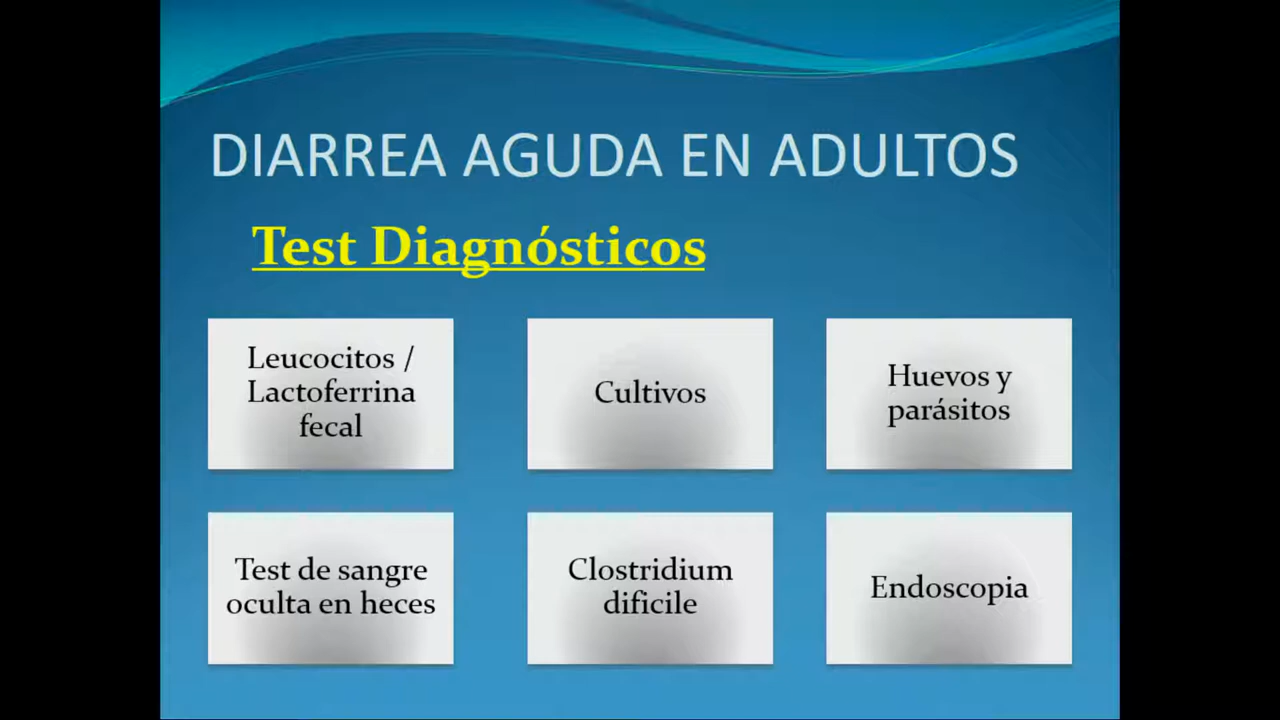 DIARREA AGUDA EN ADULTOS
Test Diagnósticos
Leucocitos /
Lactoferrina
fecal
Cultivos
Huevos y
parásitos
Test de sangre
oculta en heces
Clostridium
dificile
Endoscopia